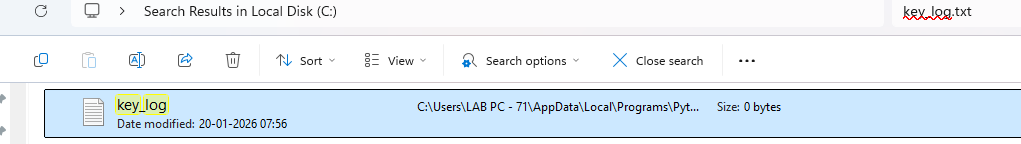 Search Results in Local Disk (C:)
key_log.txt
Sort View Search options Close search
key_log
C:\Users\LAB PC - 71\AppData\Local\Programs\Pyt... Size: 0 bytes
Date modified: 20-01-2026 07:56